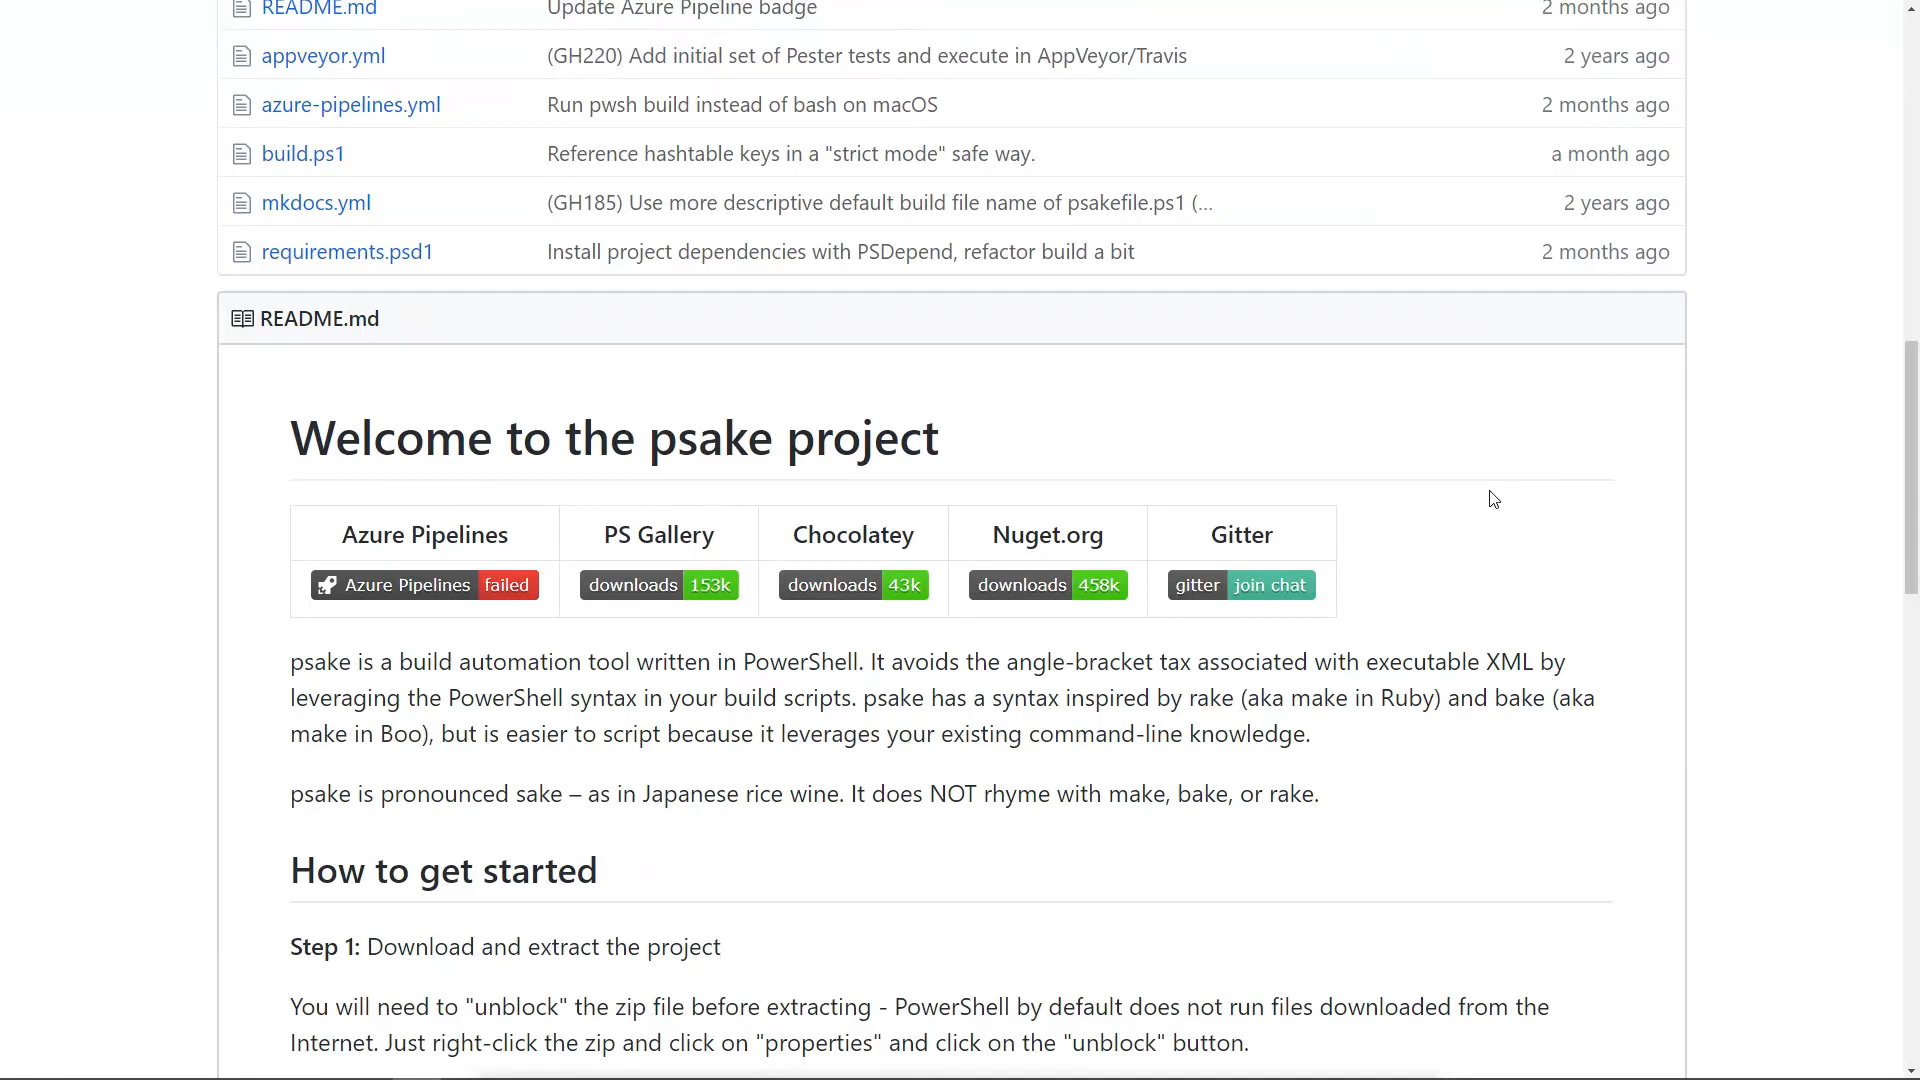 README.md Update Azure Pipeline badge 2 months ago
appveyor.yml (GH220) Add initial set of Pester tests and execute in AppVeyor/Travis 2 years ago
azure-pipelines.yml Run pwsh build instead of bash on macOS 2 months ago
build.ps1 Reference hashtable keys in a "strict mode" safe way. a month ago
mkdocs.yml (GH185) Use more descriptive default build file name of psakefile.ps1 (... 2 years ago
requirements.psd1 Install project dependencies with PSDepend, refactor build a bit 2 months ago
README.md
Welcome to the psake project
Azure Pipelines PS Gallery Chocolatey Nuget.org Gitter
Azure Pipelines failed downloads 153k downloads 43k downloads 458k gitter join chat
psake is a build automation tool written in PowerShell. It avoids the angle-bracket tax associated with executable XML by
leveraging the PowerShell syntax in your build scripts. psake has a syntax inspired by rake (aka make in Ruby) and bake (aka
make in Boo), but is easier to script because it leverages your existing command-line knowledge.
psake is pronounced sake – as in Japanese rice wine. It does NOT rhyme with make, bake, or rake.
How to get started
Step 1: Download and extract the project
You will need to "unblock" the zip file before extracting - PowerShell by default does not run files downloaded from the
Internet. Just right-click the zip and click on "properties" and click on the "unblock" button.